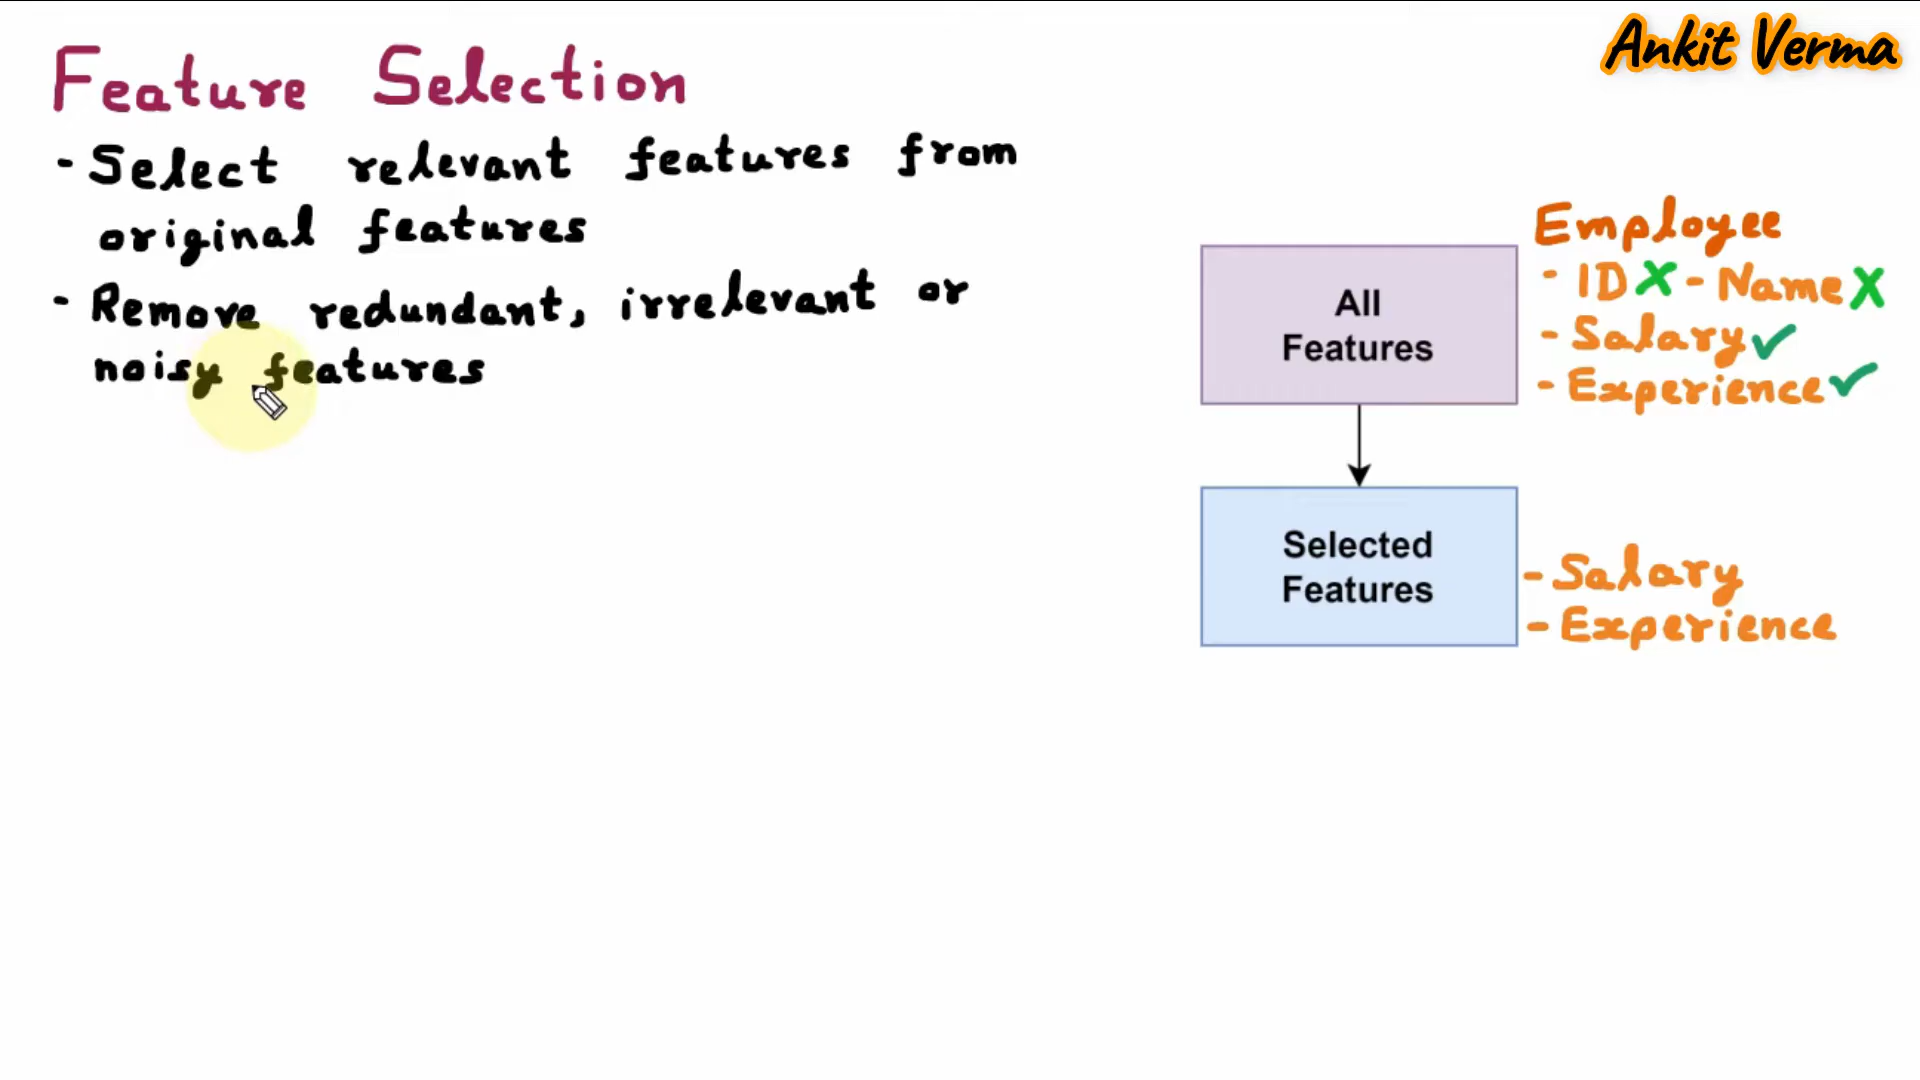 Ankit Verma
Feature Selection
- Select relevant features from
original features
- Remove redundant, irrelevant or
noisy features
All
Features
Employee
- ID X - Name X
- Salary ✓
- Experience ✓
Selected
Features
- Salary
- Experience